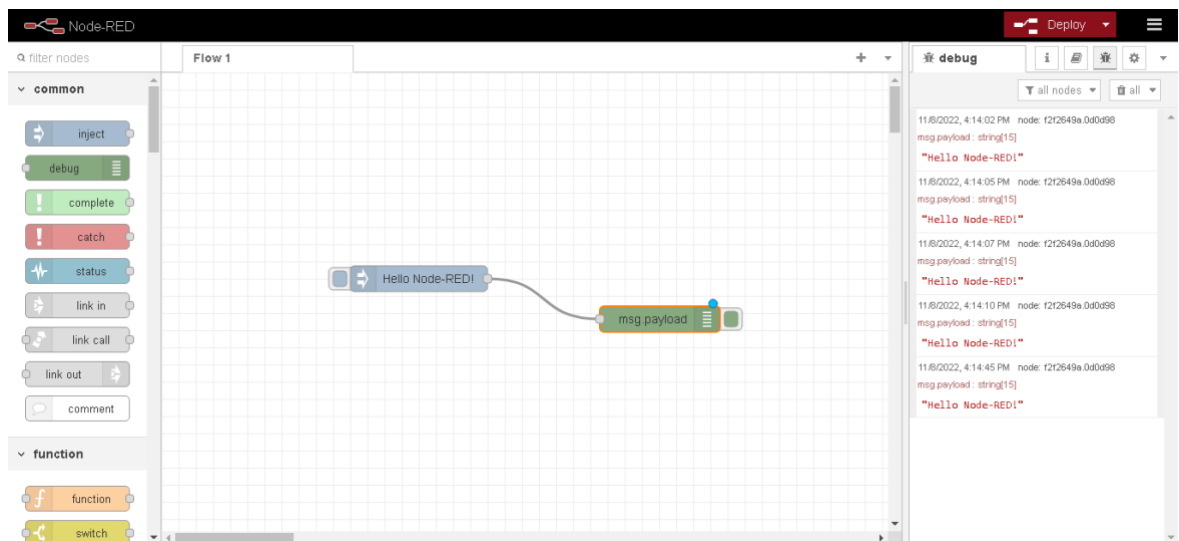 Node-RED
Deploy
filter nodes
Flow 1
debug
i
all nodes
all
common
inject
debug
complete
catch
status
link in
link call
link out
comment
function
function
switch
Hello Node-RED!
msg.payload
11/8/2022, 4:14:02 PM node: f2f2649a.0d0d98
msg.payload : string[15]
"Hello Node-RED!"
11/8/2022, 4:14:05 PM node: f2f2649a.0d0d98
msg.payload : string[15]
"Hello Node-RED!"
11/8/2022, 4:14:07 PM node: f2f2649a.0d0d98
msg.payload : string[15]
"Hello Node-RED!"
11/8/2022, 4:14:10 PM node: f2f2649a.0d0d98
msg.payload : string[15]
"Hello Node-RED!"
11/8/2022, 4:14:45 PM node: f2f2649a.0d0d98
msg.payload : string[15]
"Hello Node-RED!"